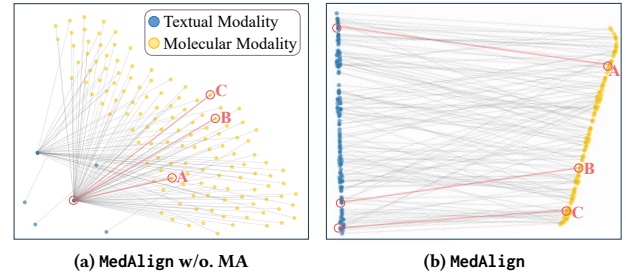 Textual Modality
Molecular Modality
C
B
A
A
B
C
(a) MedAlign w/o. MA
(b) MedAlign